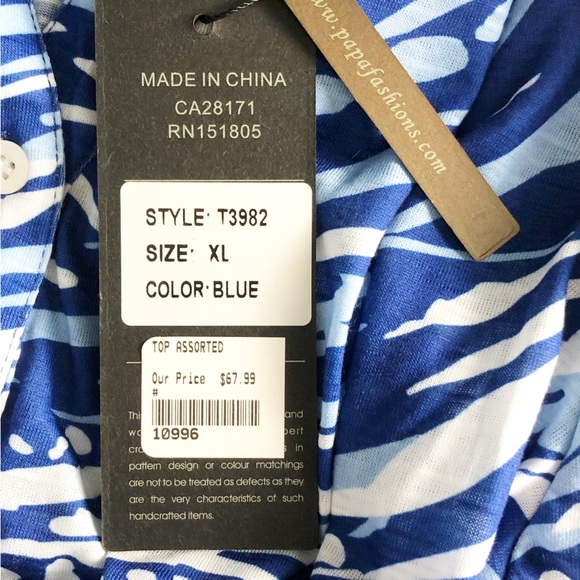 www.papafashions.com
MADE IN CHINA
CA28171
RN151805
STYLE: T3982
SIZE: XL
COLOR: BLUE
TOP ASSORTED
Our Price $67.99
#
10996
and
in
pattern design or colour matchings
are not to be treated as defects as they
are the very characteristics of such
handcrafted items.